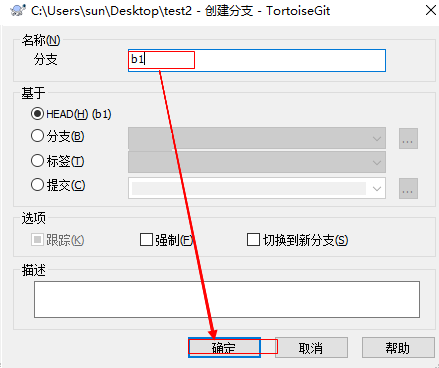 C:\Users\sun\Desktop\test2 - 创建分支 - TortoiseGit
名称(N)
分支 b1
基于
HEAD(H) (b1)
分支(B) ...
标签(T)
提交(C) ...
选项
跟踪(K) 强制(F) 切换到新分支(S)
描述
确定 取消 帮助